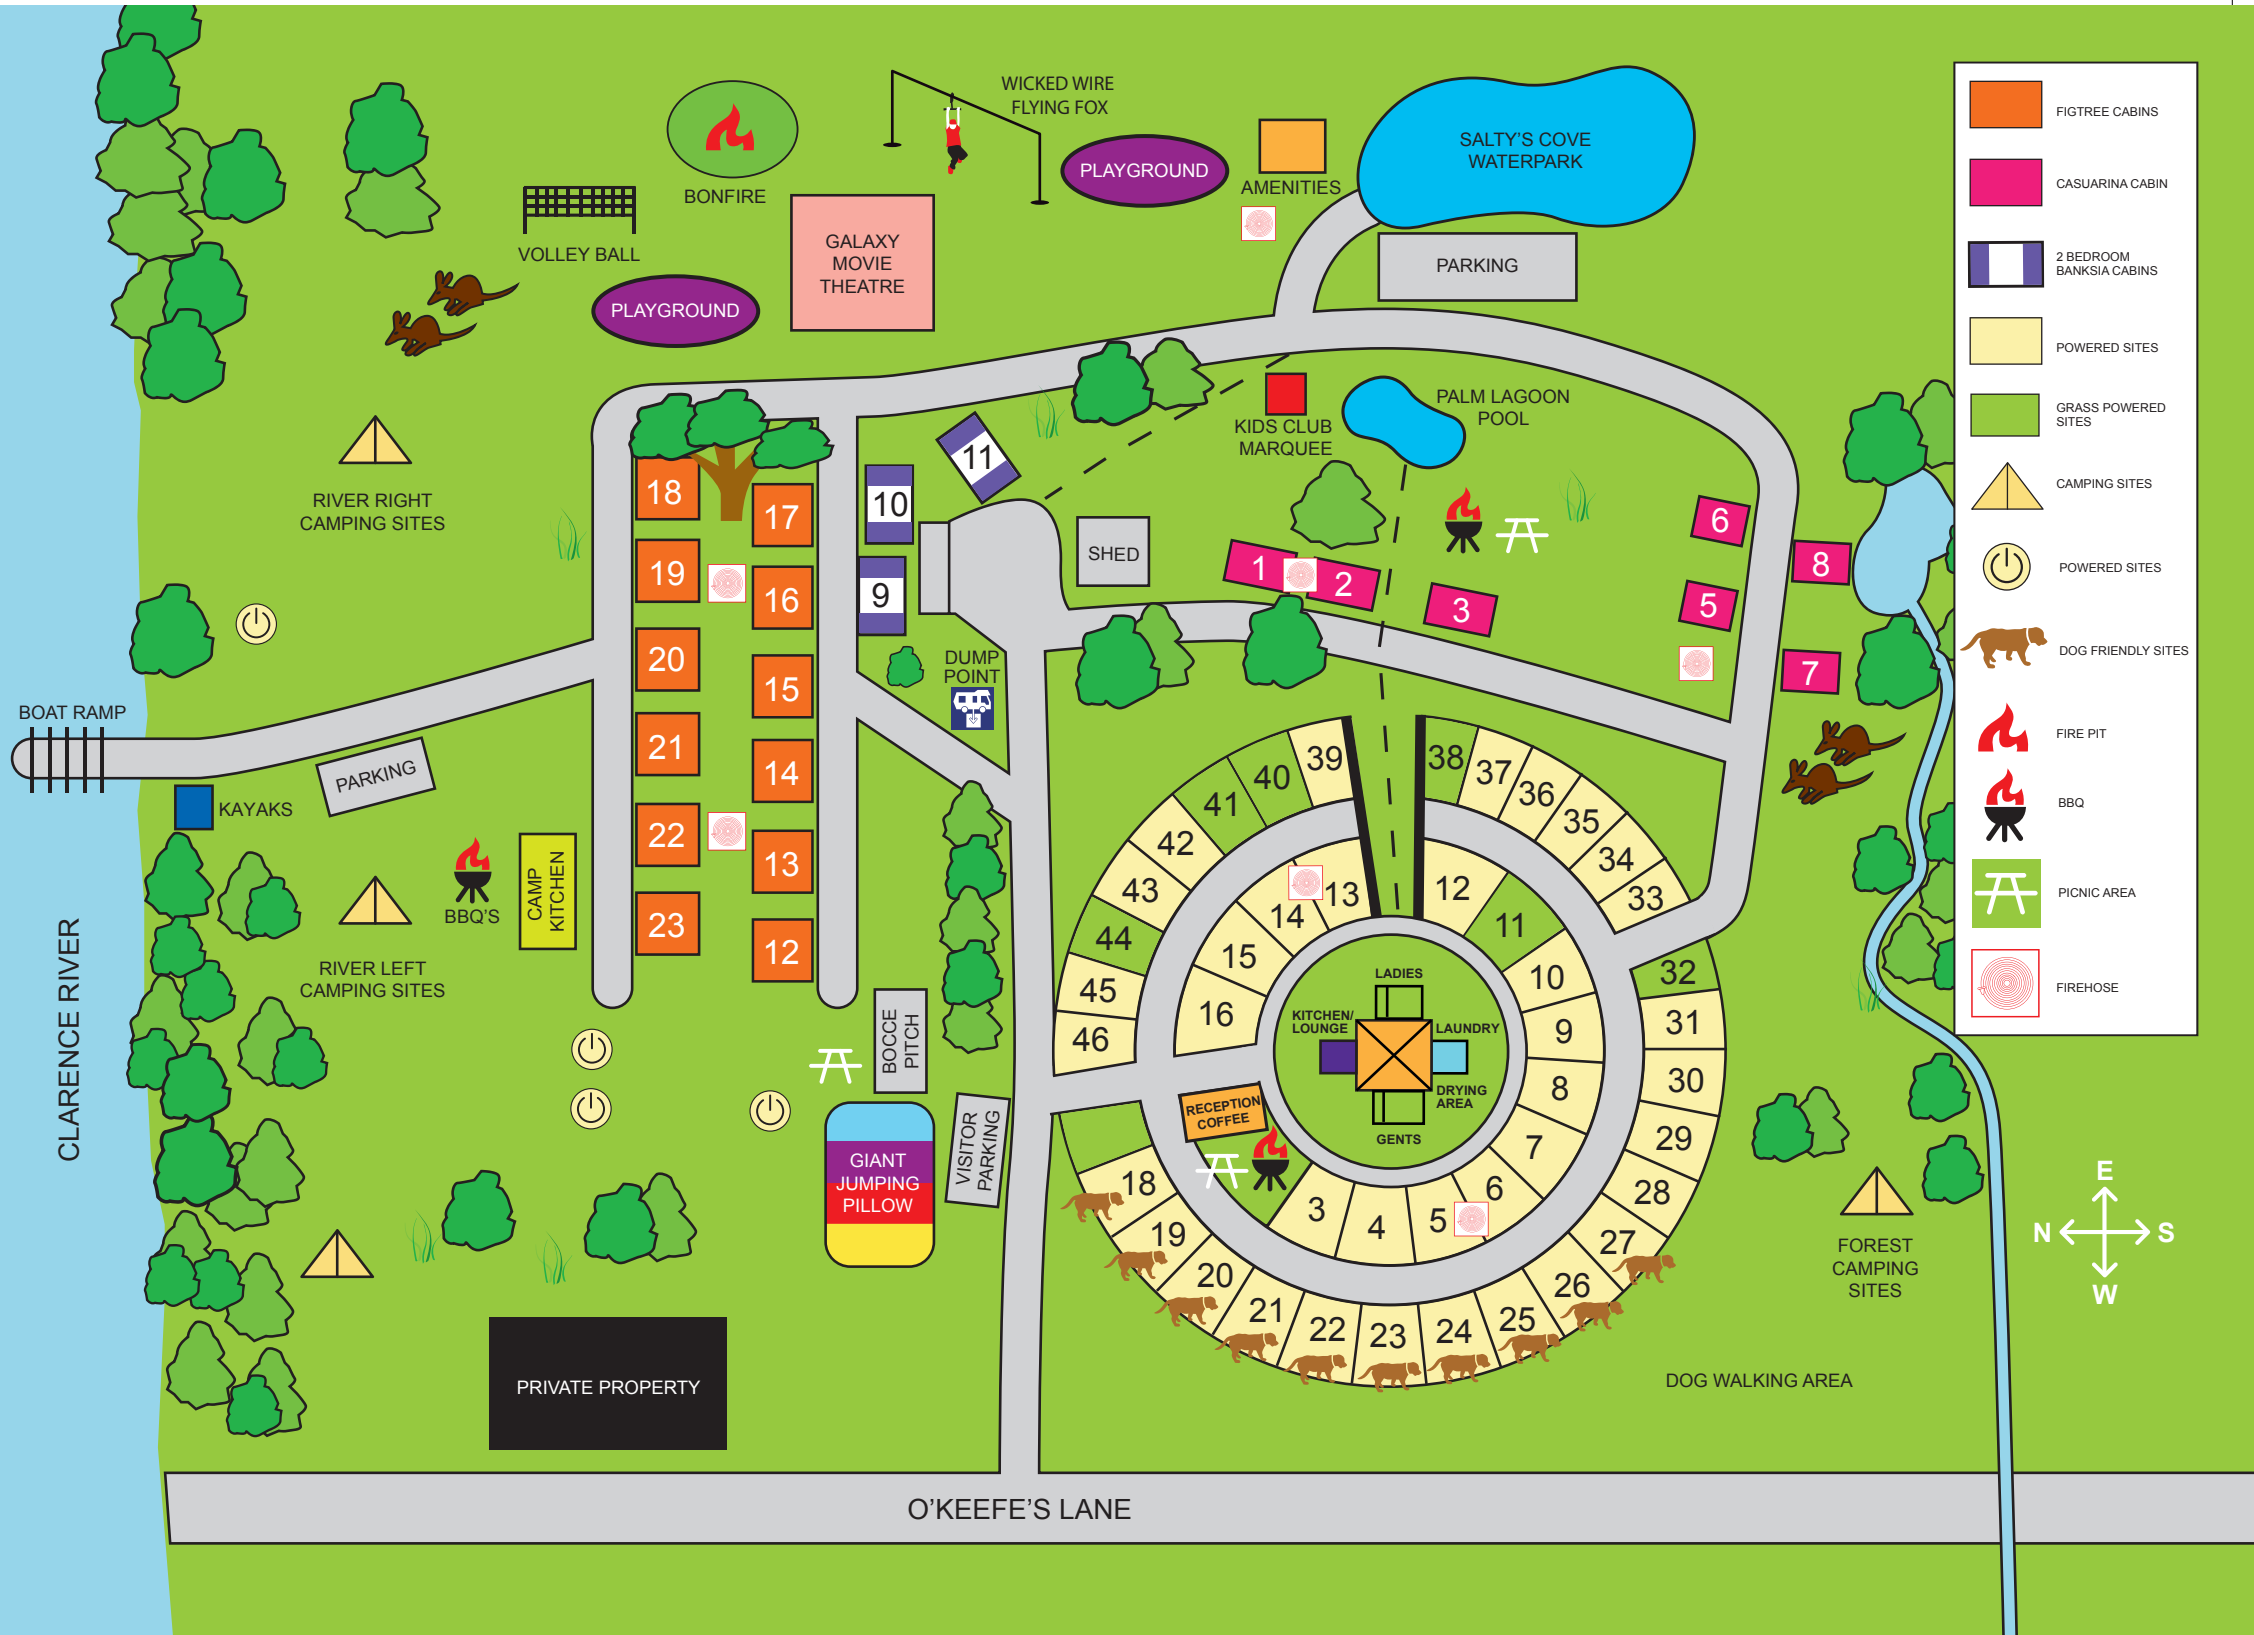 WICKED WIRE
FLYING FOX
PLAYGROUND
AMENITIES
SALTY'S COVE
WATERPARK
PARKING
BONFIRE
VOLLEY BALL
GALAXY
MOVIE
THEATRE
PLAYGROUND
KIDS CLUB
MARQUEE
PALM LAGOON
POOL
RIVER RIGHT
CAMPING SITES
18
17
19
16
20
15
21
14
22
13
23
12
11
10
9
SHED
1
2
3
6
5
8
7
DUMP
POINT
BOAT RAMP
PARKING
KAYAKS
BBQ'S
CAMP
KITCHEN
RIVER LEFT
CAMPING SITES
CLARENCE RIVER
BOCCE
PITCH
VISITOR
PARKING
GIANT
JUMPING
PILLOW
PRIVATE PROPERTY
39
40
41
42
43
44
45
46
38
37
36
35
34
33
32
31
30
29
28
27
26
25
24
23
22
21
20
19
18
13
14
15
16
12
11
10
9
8
7
6
5
4
3
LADIES
KITCHEN/
LOUNGE
LAUNDRY
DRYING
AREA
GENTS
RECEPTION
COFFEE
FOREST
CAMPING
SITES
DOG WALKING AREA
O'KEEFE'S LANE
FIGTREE CABINS
CASUARINA CABIN
2 BEDROOM
BANKSIA CABINS
POWERED SITES
GRASS POWERED
SITES
CAMPING SITES
POWERED SITES
DOG FRIENDLY SITES
FIRE PIT
BBQ
PICNIC AREA
FIREHOSE
E
N
S
W